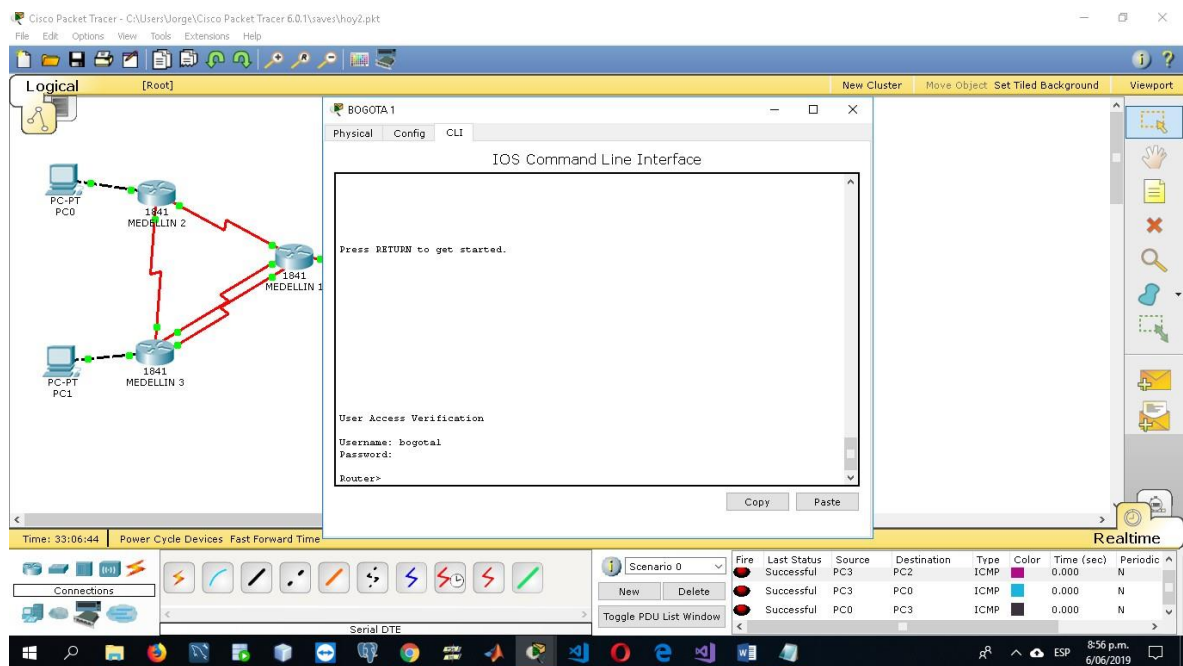 Cisco Packet Tracer - C:\Users\Jorge\Cisco Packet Tracer 6.0.1\saves\hoy2.pkt
File Edit Options View Tools Extensions Help
Logical [Root] New Cluster Move Object Set Tiled Background Viewport
BOGOTA 1
Physical Config CLI
IOS Command Line Interface
Press RETURN to get started.
User Access Verification
Username: bogota1
Password:
Router>
Copy Paste
PC-PT
PC0
1841
MEDELLIN 2
1841
MEDELLIN 1
1841
MEDELLIN 3
PC-PT
PC1
Time: 33:06:44 Power Cycle Devices Fast Forward Time
Realtime
Connections
Serial DTE
Scenario 0
New Delete
Toggle PDU List Window
Fire Last Status Source Destination Type Color Time (sec) Periodic
Successful PC3 PC2 ICMP 0.000 N
Successful PC3 PC0 ICMP 0.000 N
Successful PC0 PC3 ICMP 0.000 N
ESP
8:56 p.m.
6/06/2019